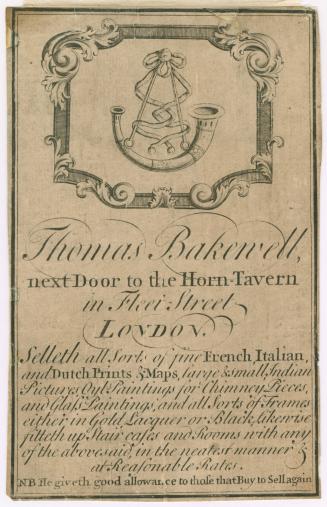 Thomas Bakewell,
next Door to the Horn-Tavern
in Fleet Street
LONDON.
Selleth all Sorts of fine French, Italian,
and Dutch Prints & Maps, large & small, Indian
Pictures, Oyl Paintings for Chimney Pieces,
and Glass Paintings, and all Sorts of Frames
either in Gold Lacquer or Black, likewise
fitteth up Stair cases and Rooms with any
of the abovesaid, in the neatest manner &
at Reasonable Rates.
NB He giveth good allowance to those that Buy to Sell again